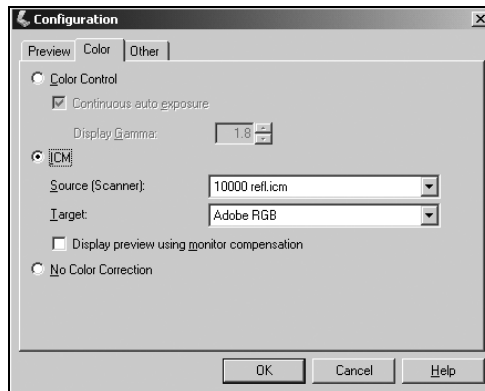 Configuration
Preview Color Other
Color Control
Continuous auto exposure
Display Gamma: 1.8
ICM
Source (Scanner): 10000 refl.icm
Target: Adobe RGB
Display preview using monitor compensation
No Color Correction
OK Cancel Help